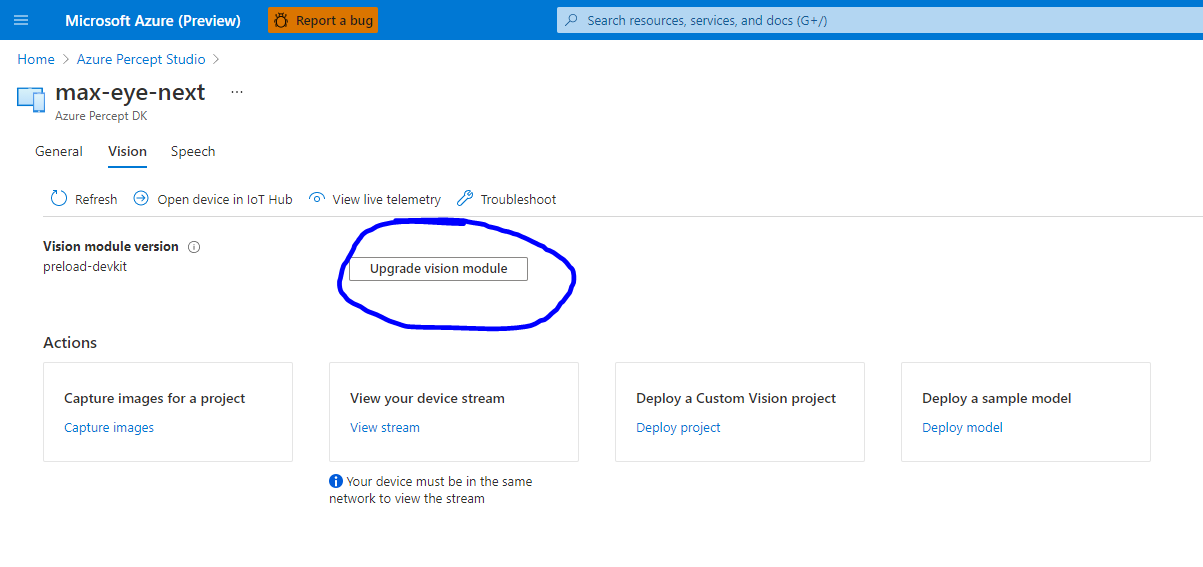 Microsoft Azure (Preview) Report a bug Search resources, services, and docs (G+/)
Home > Azure Percept Studio >
max-eye-next ...
Azure Percept DK
General Vision Speech
Refresh Open device in IoT Hub View live telemetry Troubleshoot
Vision module version
preload-devkit
Upgrade vision module
Actions
Capture images for a project
Capture images
View your device stream
View stream
Your device must be in the same
network to view the stream
Deploy a Custom Vision project
Deploy project
Deploy a sample model
Deploy model